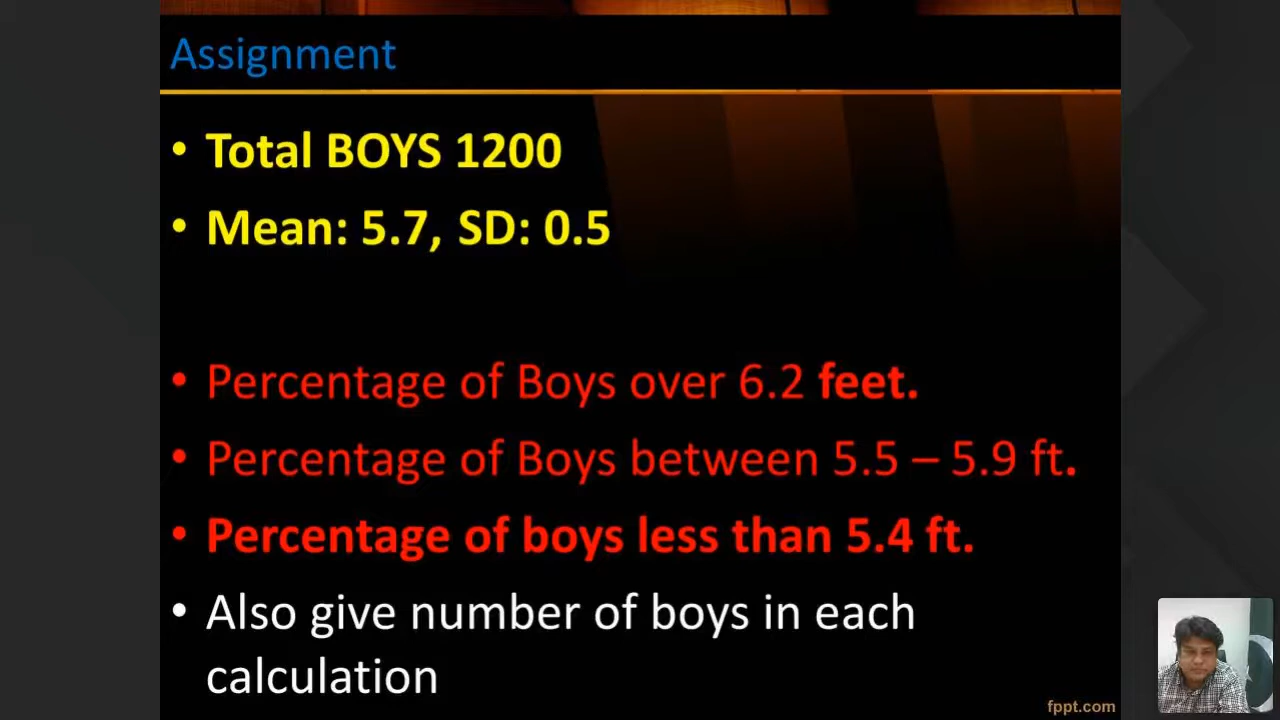 Assignment
• Total BOYS 1200
• Mean: 5.7, SD: 0.5
• Percentage of Boys over 6.2 feet.
• Percentage of Boys between 5.5 – 5.9 ft.
• Percentage of boys less than 5.4 ft.
• Also give number of boys in each
calculation
fppt.com